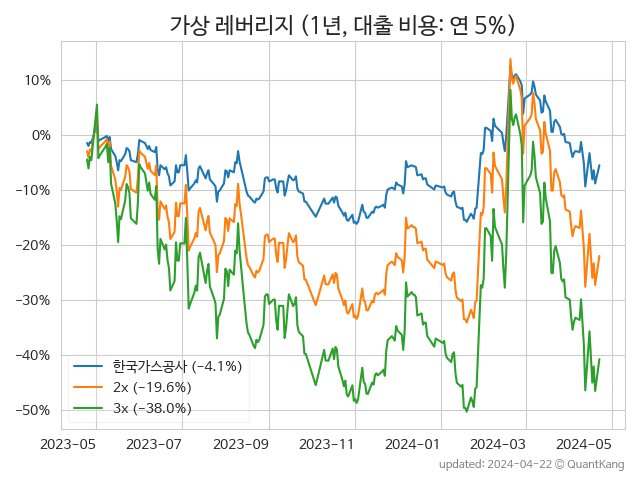 가상 레버리지 (1년, 대출 비용: 연 5%)
10%
0%
−10%
−20%
−30%
−40%
−50%
한국가스공사 (−4.1%)
2x (−19.6%)
3x (−38.0%)
2023-05 2023-07 2023-09 2023-11 2024-01 2024-03 2024-05
updated: 2024-04-22 © QuantKang